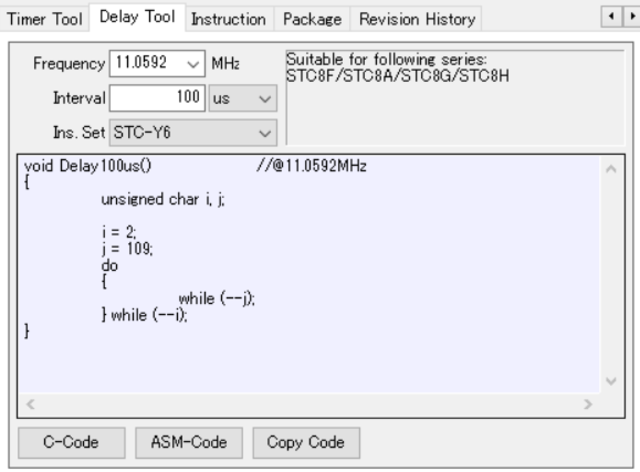 Timer Tool Delay Tool Instruction Package Revision History
Frequency 11.0592 MHz
Interval 100 us
Ins. Set STC-Y6
Suitable for following series:
STC8F/STC8A/STC8G/STC8H
void Delay100us() //@11.0592MHz
{
unsigned char i, j;
i = 2;
j = 109;
do
{
while (--j);
} while (--i);
}
C-Code ASM-Code Copy Code